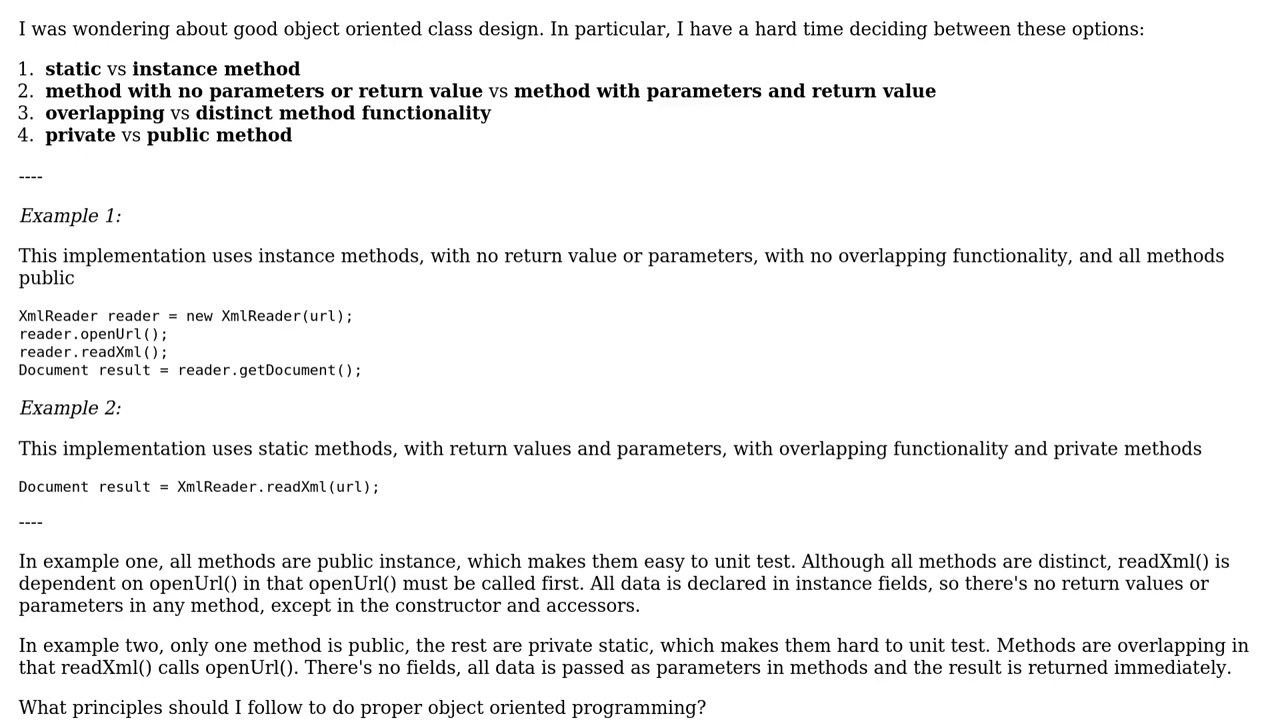 I was wondering about good object oriented class design. In particular, I have a hard time deciding between these options:
1. static vs instance method
2. method with no parameters or return value vs method with parameters and return value
3. overlapping vs distinct method functionality
4. private vs public method
----
Example 1:
This implementation uses instance methods, with no return value or parameters, with no overlapping functionality, and all methods
public
XmlReader reader = new XmlReader(url);
reader.openUrl();
reader.readXml();
Document result = reader.getDocument();
Example 2:
This implementation uses static methods, with return values and parameters, with overlapping functionality and private methods
Document result = XmlReader.readXml(url);
----
In example one, all methods are public instance, which makes them easy to unit test. Although all methods are distinct, readXml() is
dependent on openUrl() in that openUrl() must be called first. All data is declared in instance fields, so there's no return values or
parameters in any method, except in the constructor and accessors.
In example two, only one method is public, the rest are private static, which makes them hard to unit test. Methods are overlapping in
that readXml() calls openUrl(). There's no fields, all data is passed as parameters in methods and the result is returned immediately.
What principles should I follow to do proper object oriented programming?